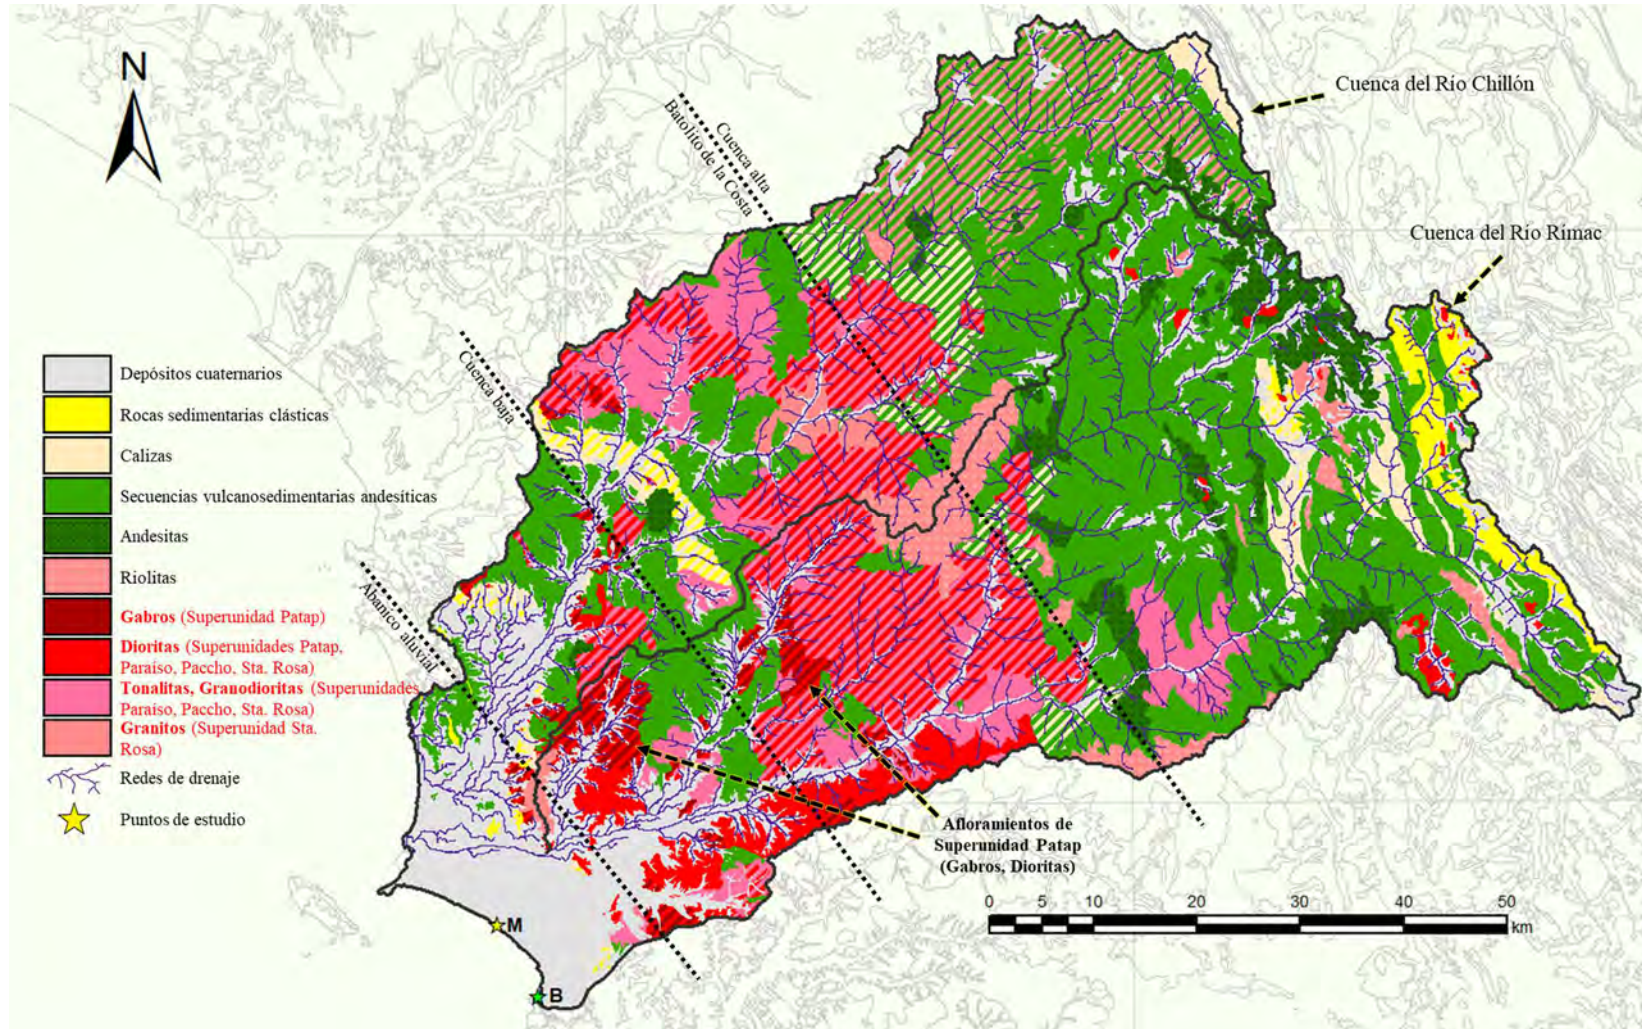 N
Cuenca del Río Chillón
Cuenca alta
Batolito de la Costa
Cuenca del Río Rímac
Cuenca baja
Abanico aluvial
Depósitos cuaternarios
Rocas sedimentarias clásticas
Calizas
Secuencias vulcanosedimentarias andesíticas
Andesitas
Riolitas
Gabros (Superunidad Patap)
Dioritas (Superunidades Patap,
Paraíso, Paccho, Sta. Rosa)
Tonalitas, Granodioritas (Superunidades
Paraíso, Paccho, Sta. Rosa)
Granitos (Superunidad Sta.
Rosa)
Redes de drenaje
Puntos de estudio
Afloramientos de
Superunidad Patap
(Gabros, Dioritas)
0 5 10 20 30 40 50
km
M
B